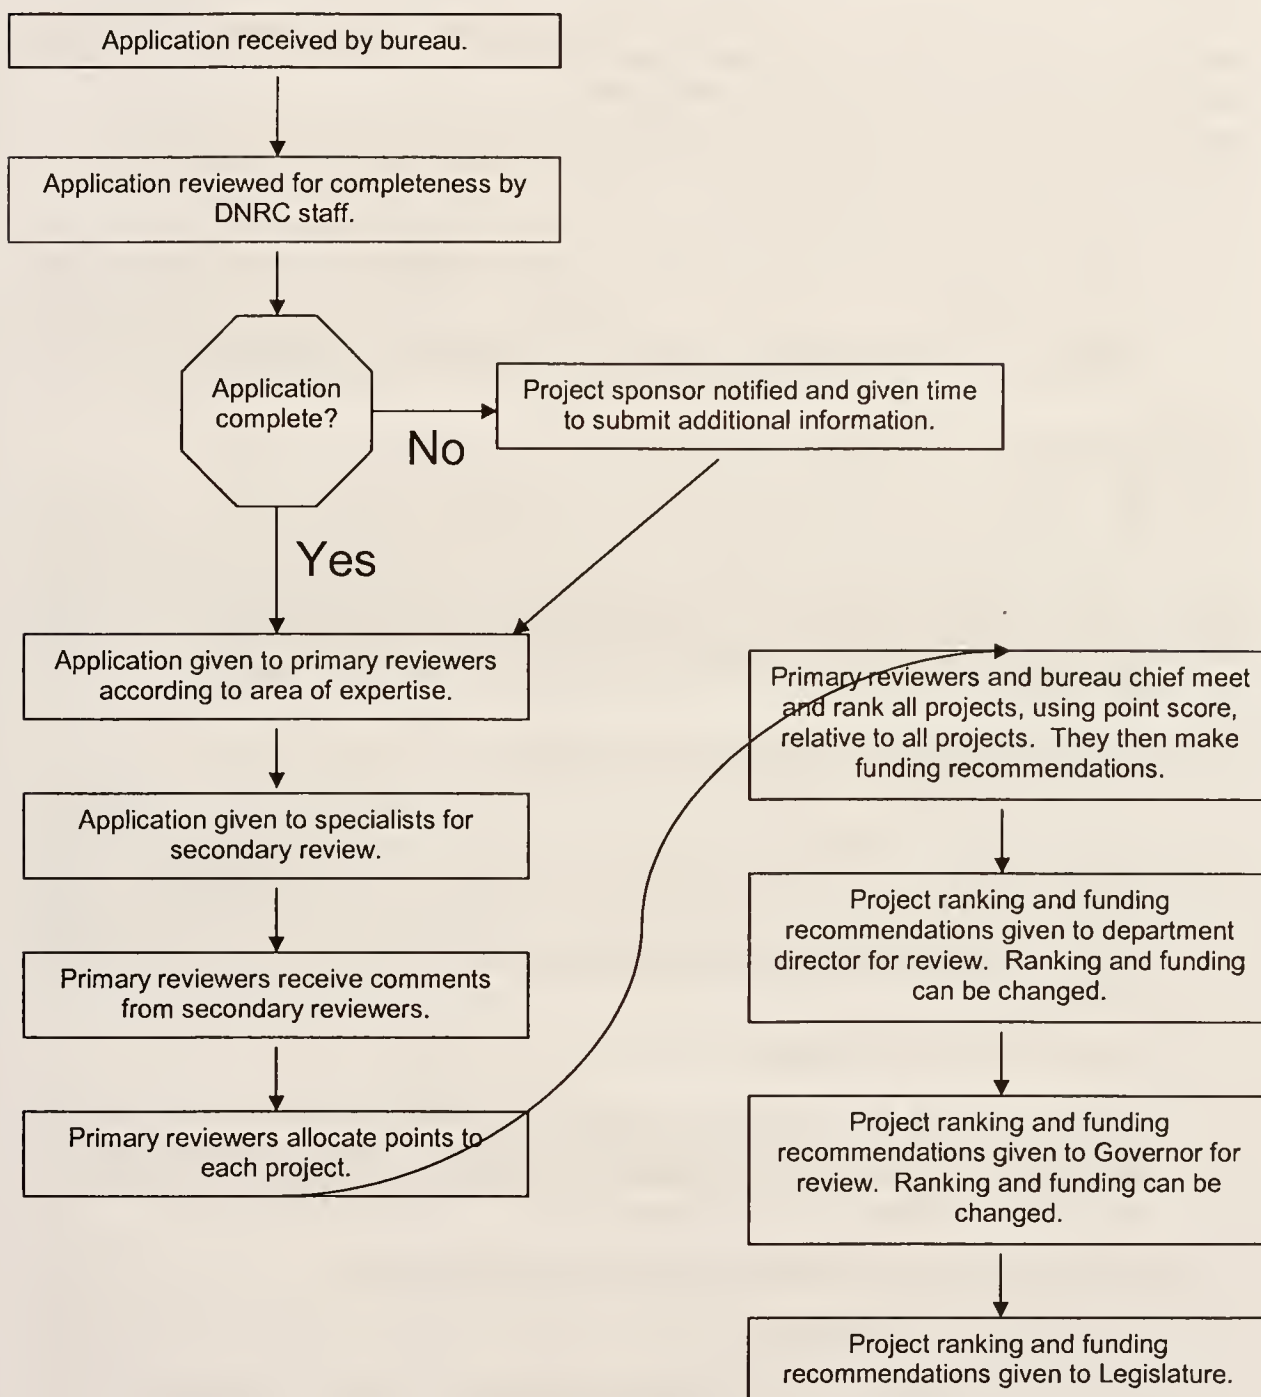 Application received by bureau.
Application reviewed for completeness by
DNRC staff.
Application
complete?
No
Project sponsor notified and given time
to submit additional information.
Yes
Application given to primary reviewers
according to area of expertise.
Application given to specialists for
secondary review.
Primary reviewers receive comments
from secondary reviewers.
Primary reviewers allocate points to
each project.
Primary reviewers and bureau chief meet
and rank all projects, using point score,
relative to all projects.  They then make
funding recommendations.
Project ranking and funding
recommendations given to department
director for review.  Ranking and funding
can be changed.
Project ranking and funding
recommendations given to Governor for
review.  Ranking and funding can be
changed.
Project ranking and funding
recommendations given to Legislature.